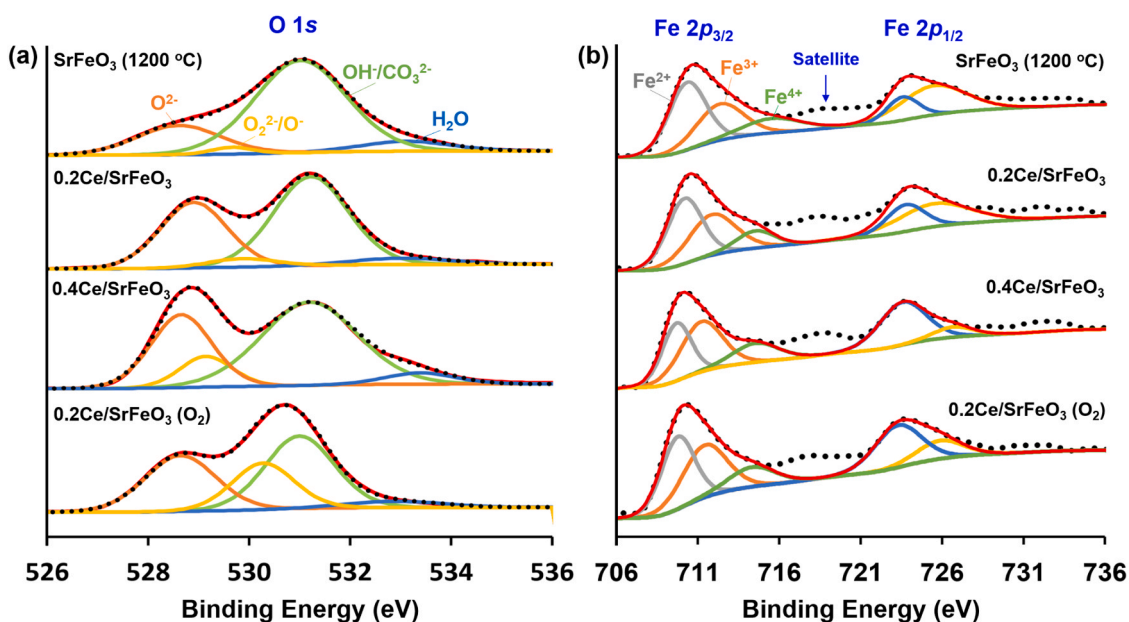 O 1s
(a)
SrFeO₃ (1200 ºC)
OH⁻/CO₃²⁻
O²⁻
O₂²⁻/O⁻
H₂O
0.2Ce/SrFeO₃
0.4Ce/SrFeO₃
0.2Ce/SrFeO₃ (O₂)
526 528 530 532 534 536
Binding Energy (eV)
Fe 2p₃/₂ Fe 2p₁/₂
(b)
Satellite
SrFeO₃ (1200 ºC)
Fe²⁺
Fe³⁺
Fe⁴⁺
0.2Ce/SrFeO₃
0.4Ce/SrFeO₃
0.2Ce/SrFeO₃ (O₂)
706 711 716 721 726 731 736
Binding Energy (eV)